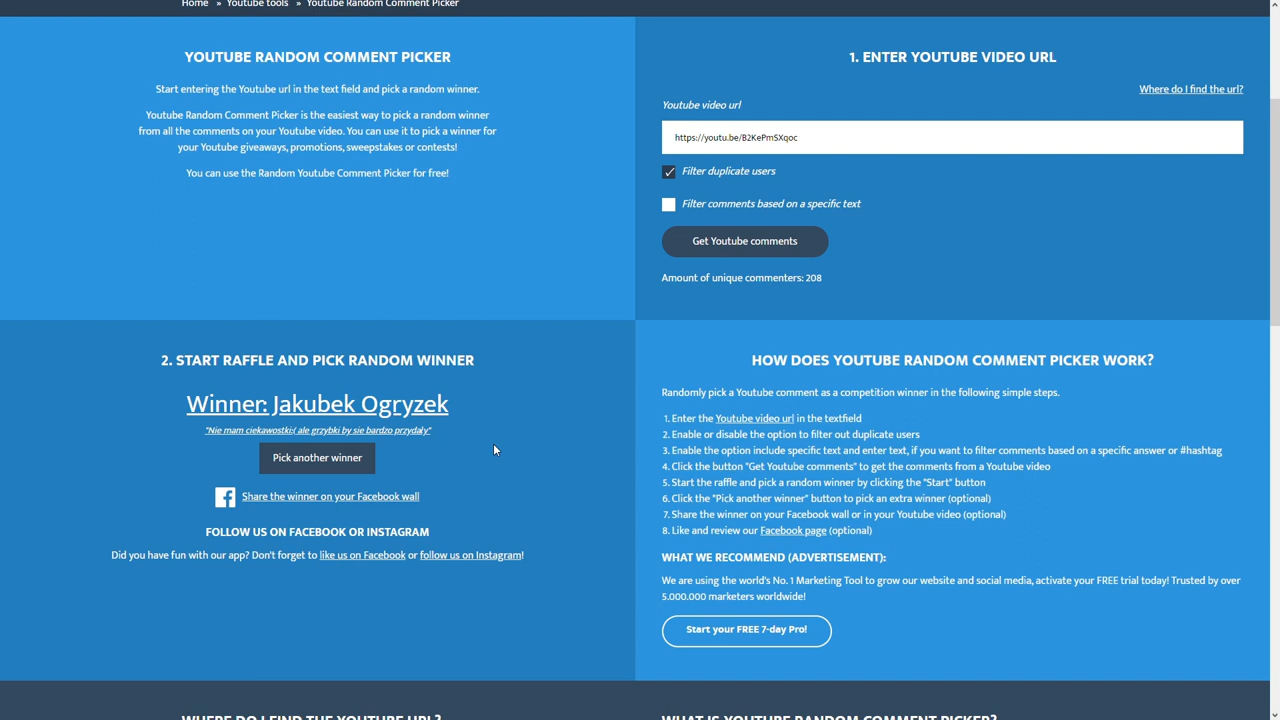 Home » Youtube tools » Youtube Random Comment Picker
YOUTUBE RANDOM COMMENT PICKER
Start entering the Youtube url in the text field and pick a random winner.
Youtube Random Comment Picker is the easiest way to pick a random winner
from all the comments on your Youtube video. You can use it to pick a winner for
your Youtube giveaways, promotions, sweepstakes or contests!
You can use the Random Youtube Comment Picker for free!
1. ENTER YOUTUBE VIDEO URL
Where do I find the url?
Youtube video url
https://youtu.be/B2KePmSXqoc
Filter duplicate users
Filter comments based on a specific text
Get Youtube comments
Amount of unique commenters: 208
2. START RAFFLE AND PICK RANDOM WINNER
Winner: Jakubek Ogryzek
"Nie mam ciekawostki:( ale grzybki by sie bardzo przydały"
Pick another winner
Share the winner on your Facebook wall
FOLLOW US ON FACEBOOK OR INSTAGRAM
Did you have fun with our app? Don't forget to like us on Facebook or follow us on Instagram!
HOW DOES YOUTUBE RANDOM COMMENT PICKER WORK?
Randomly pick a Youtube comment as a competition winner in the following simple steps.
1. Enter the Youtube video url in the textfield
2. Enable or disable the option to filter out duplicate users
3. Enable the option include specific text and enter text, if you want to filter comments based on a specific answer or #hashtag
4. Click the button "Get Youtube comments" to get the comments from a Youtube video
5. Start the raffle and pick a random winner by clicking the "Start" button
6. Click the "Pick another winner" button to pick an extra winner (optional)
7. Share the winner on your Facebook wall or in your Youtube video (optional)
8. Like and review our Facebook page (optional)
WHAT WE RECOMMEND (ADVERTISEMENT):
We are using the world's No. 1 Marketing Tool to grow our website and social media, activate your FREE trial today! Trusted by over
5.000.000 marketers worldwide!
Start your FREE 7-day Pro!
WHERE DO I FIND THE YOUTUBE URL?
WHAT IS YOUTUBE RANDOM COMMENT PICKER?